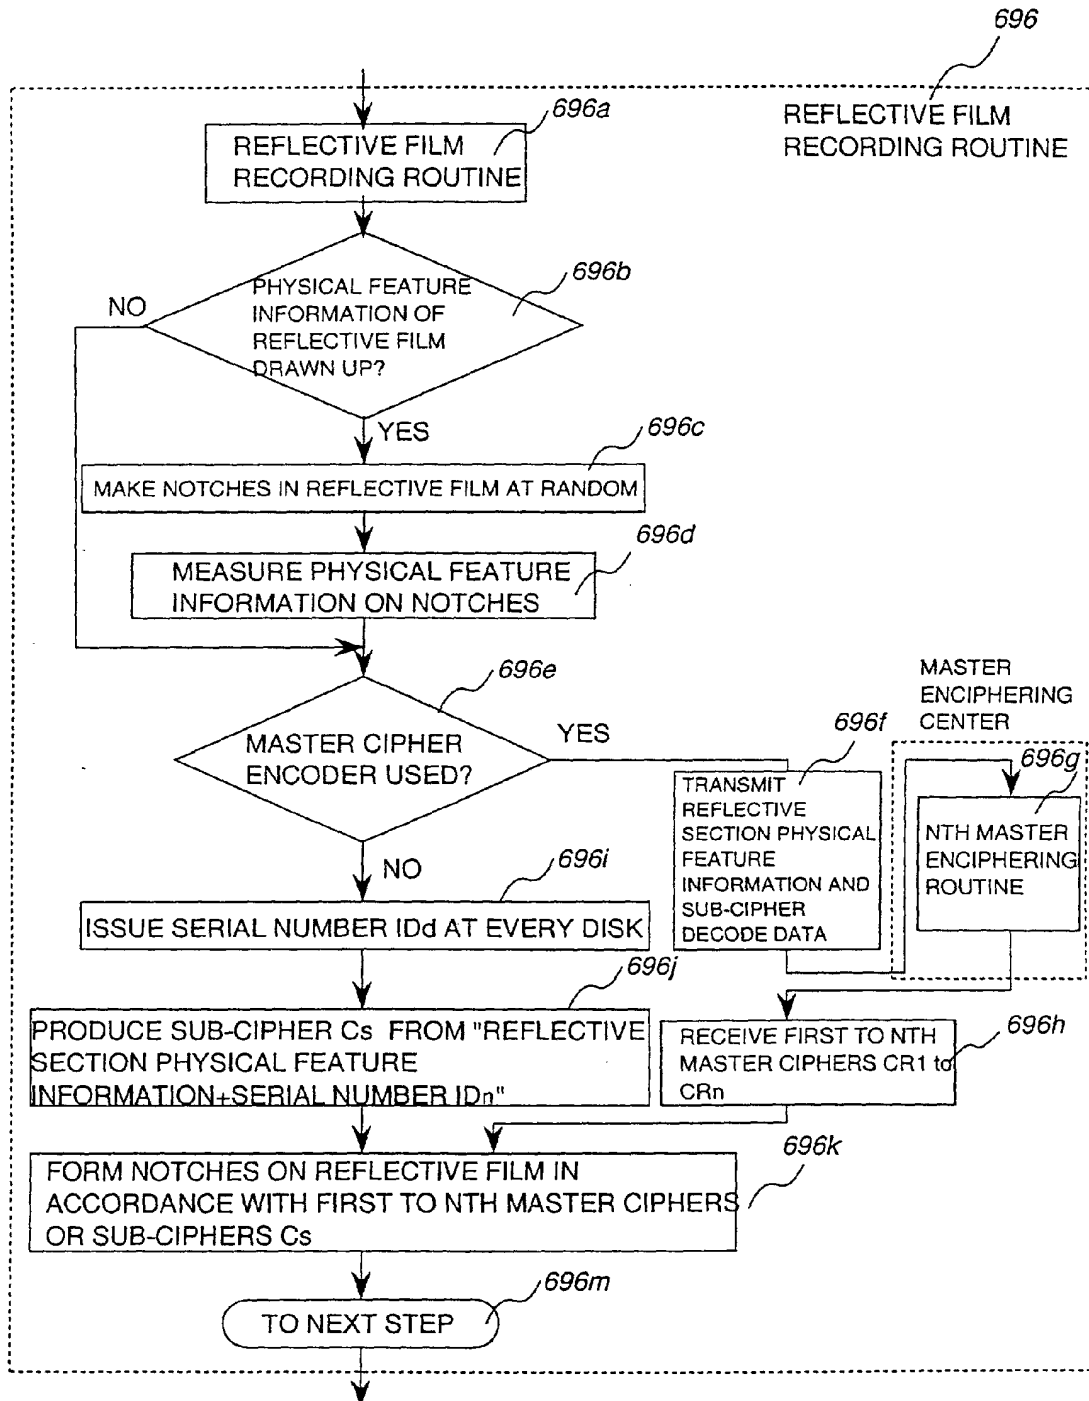 696
REFLECTIVE FILM
RECORDING ROUTINE
696a
REFLECTIVE FILM
RECORDING ROUTINE
696b
PHYSICAL FEATURE
INFORMATION OF
REFLECTIVE FILM
DRAWN UP?
NO
YES
696c
MAKE NOTCHES IN REFLECTIVE FILM AT RANDOM
696d
MEASURE PHYSICAL FEATURE
INFORMATION ON NOTCHES
696e
MASTER CIPHER
ENCODER USED?
YES
NO
696f
TRANSMIT
REFLECTIVE
SECTION PHYSICAL
FEATURE
INFORMATION AND
SUB-CIPHER
DECODE DATA
MASTER
ENCIPHERING
CENTER
696g
NTH MASTER
ENCIPHERING
ROUTINE
696h
RECEIVE FIRST TO NTH
MASTER CIPHERS CR1 to
CRn
696i
ISSUE SERIAL NUMBER IDd AT EVERY DISK
696j
PRODUCE SUB-CIPHER Cs FROM "REFLECTIVE
SECTION PHYSICAL FEATURE
INFORMATION+SERIAL NUMBER IDn"
696k
FORM NOTCHES ON REFLECTIVE FILM IN
ACCORDANCE WITH FIRST TO NTH MASTER CIPHERS
OR SUB-CIPHERS Cs
696m
TO NEXT STEP